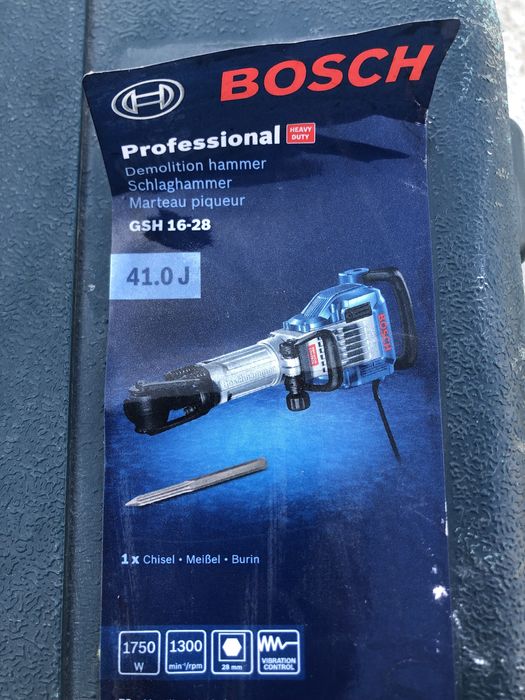 BOSCH
Professional HEAVY DUTY
Demolition hammer
Schlaghammer
Marteau piqueur
GSH 16-28
41.0 J
BOSCH
1 x Chisel • Meißel • Burin
1750 W
1300 min⁻¹/rpm
28 mm
VIBRATION CONTROL